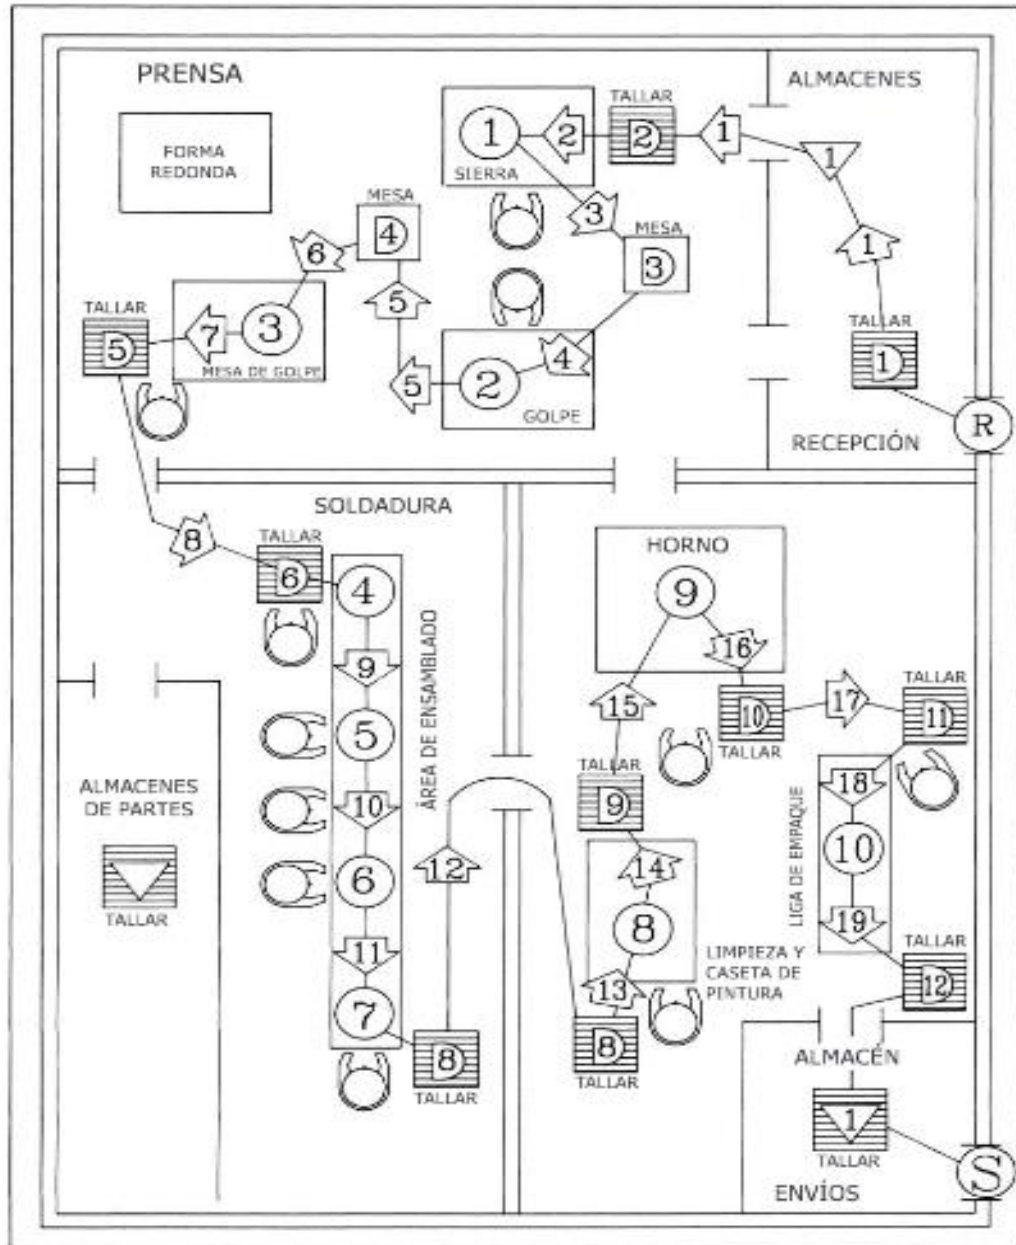 PRENSA
FORMA
REDONDA
ALMACENES
TALLAR
1
2
2
1
1
SIERRA
MESA
4
6
3
MESA
3
1
5
TALLAR
1
TALLAR
5
7
3
MESA DE GOLPE
5
2
4
GOLPE
R
RECEPCIÓN
SOLDADURA
8
TALLAR
6
4
HORNO
9
9
ÁREA DE ENSAMBLADO
16
15
10
TALLAR
17
TALLAR
11
5
10
6
11
7
8
TALLAR
12
ALMACENES
DE PARTES
TALLAR
TALLAR
9
14
8
13
8
TALLAR
LIMPIEZA Y
CASETA DE
PINTURA
LIGA DE EMPAQUE
18
10
19
TALLAR
12
ALMACÉN
1
TALLAR
S
ENVÍOS